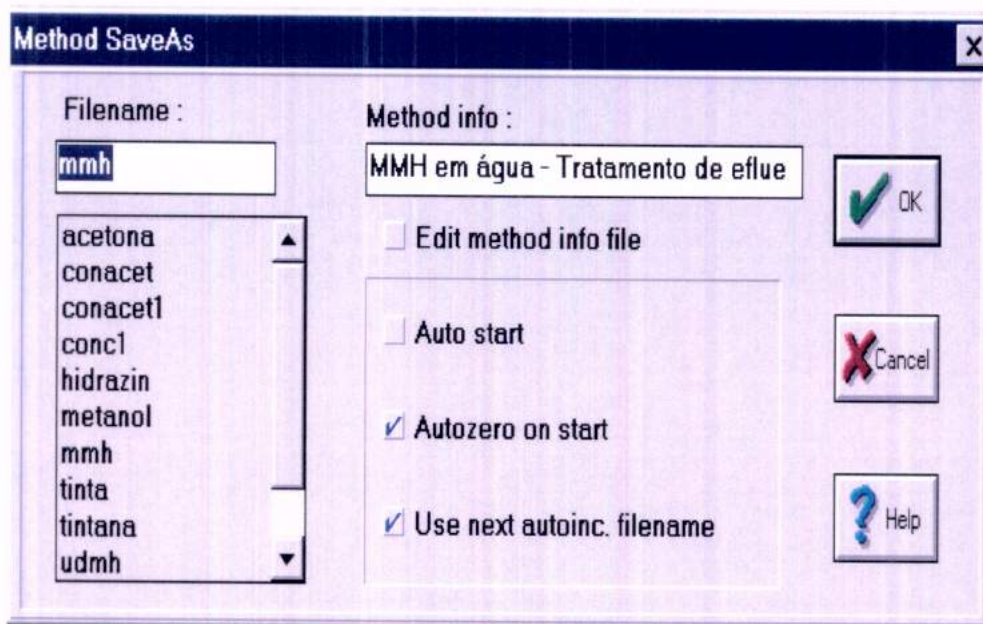 Method SaveAs
Filename :
mmh
acetona
conacet
conacet1
conc1
hidrazin
metanol
mmh
tinta
tintana
udmh
Method info :
MMH em água - Tratamento de eflue
Edit method info file
Auto start
Autozero on start
Use next autoinc. filename
OK
Cancel
Help